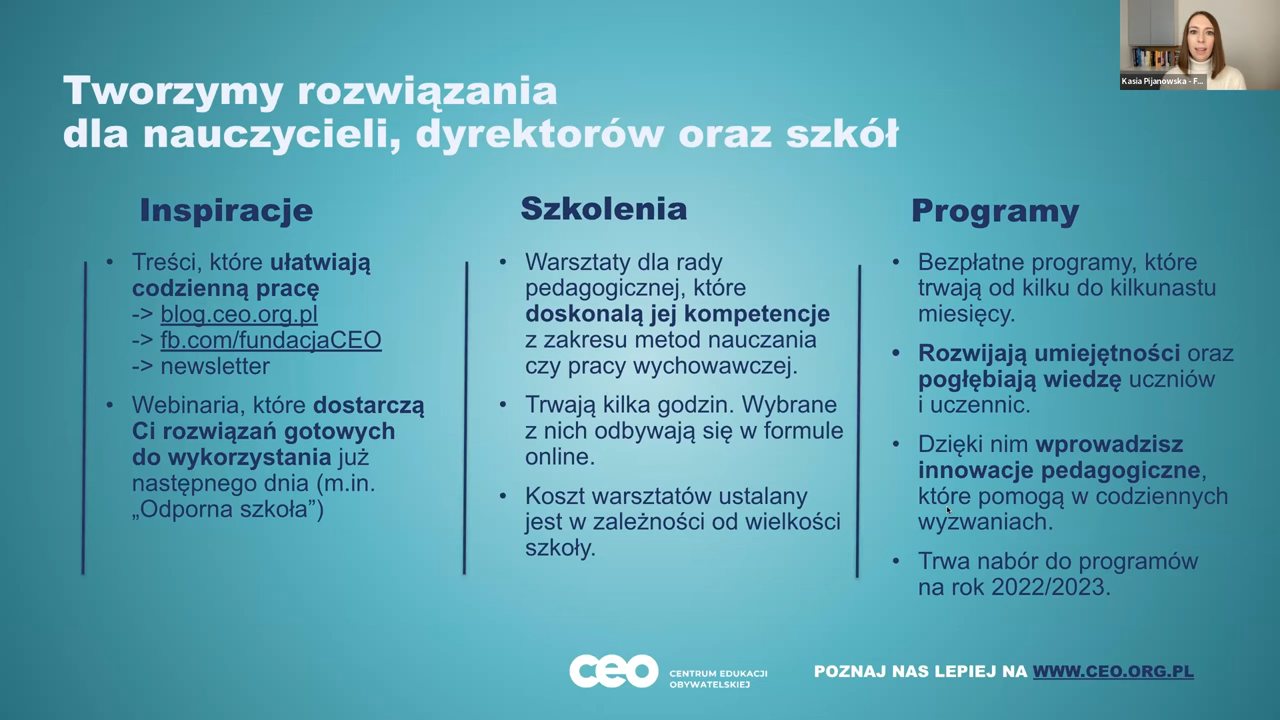 Kasia Pijanowska - F...
Tworzymy rozwiązania
dla nauczycieli, dyrektorów oraz szkół
Inspiracje
• Treści, które ułatwiają
codzienną pracę
-> blog.ceo.org.pl
-> fb.com/fundacjaCEO
-> newsletter
• Webinaria, które dostarczą
Ci rozwiązań gotowych
do wykorzystania już
następnego dnia (m.in.
„Odporna szkoła”)
Szkolenia
• Warsztaty dla rady
pedagogicznej, które
doskonalą jej kompetencje
z zakresu metod nauczania
czy pracy wychowawczej.
• Trwają kilka godzin. Wybrane
z nich odbywają się w formule
online.
• Koszt warsztatów ustalany
jest w zależności od wielkości
szkoły.
Programy
• Bezpłatne programy, które
trwają od kilku do kilkunastu
miesięcy.
• Rozwijają umiejętności oraz
pogłębiają wiedzę uczniów
i uczennic.
• Dzięki nim wprowadzisz
innowacje pedagogiczne,
które pomogą w codziennych
wyzwaniach.
• Trwa nabór do programów
na rok 2022/2023.
ceo
CENTRUM EDUKACJI
OBYWATELSKIEJ
POZNAJ NAS LEPIEJ NA WWW.CEO.ORG.PL